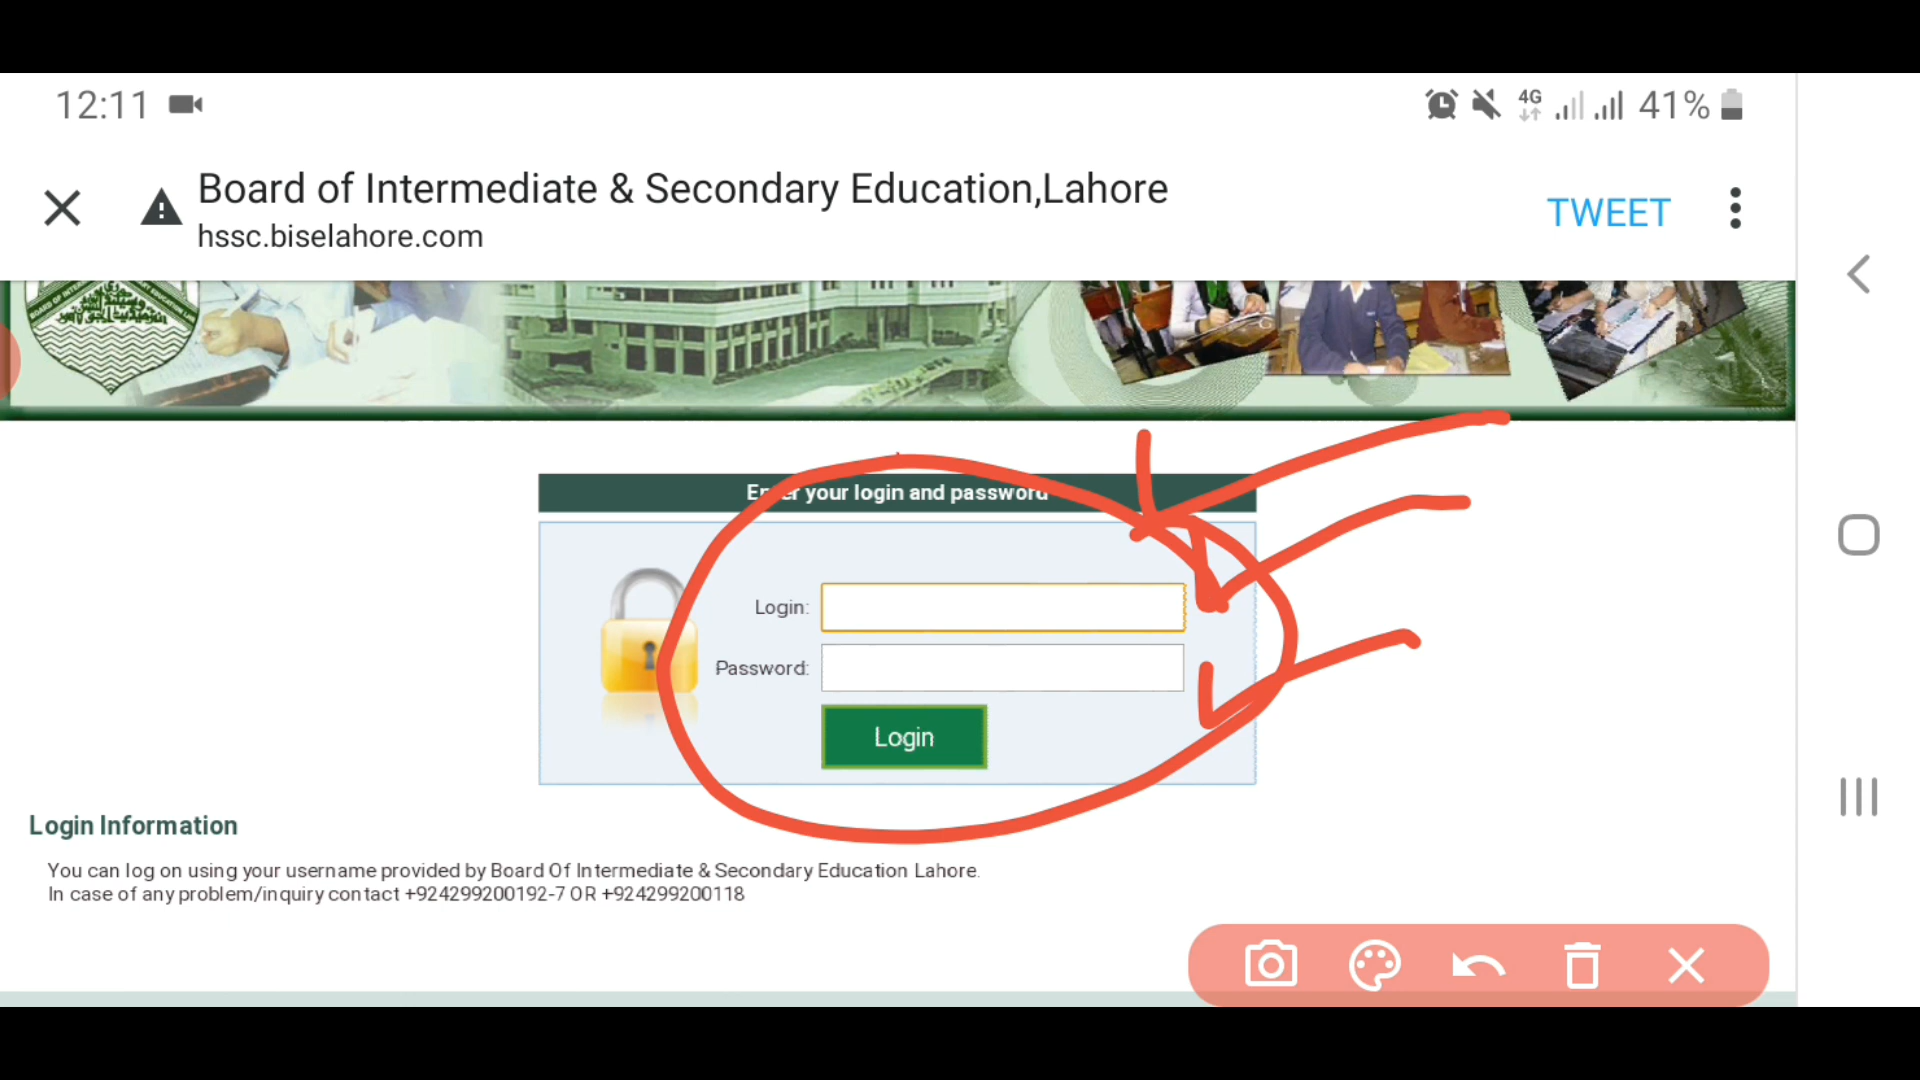 12:11
4G
41%
Board of Intermediate & Secondary Education,Lahore
TWEET
hssc.biselahore.com
Enter your login and password
Login:
Password:
Login
Login Information
You can log on using your username provided by Board Of Intermediate & Secondary Education Lahore.
In case of any problem/inquiry contact +924299200192-7 OR +924299200118